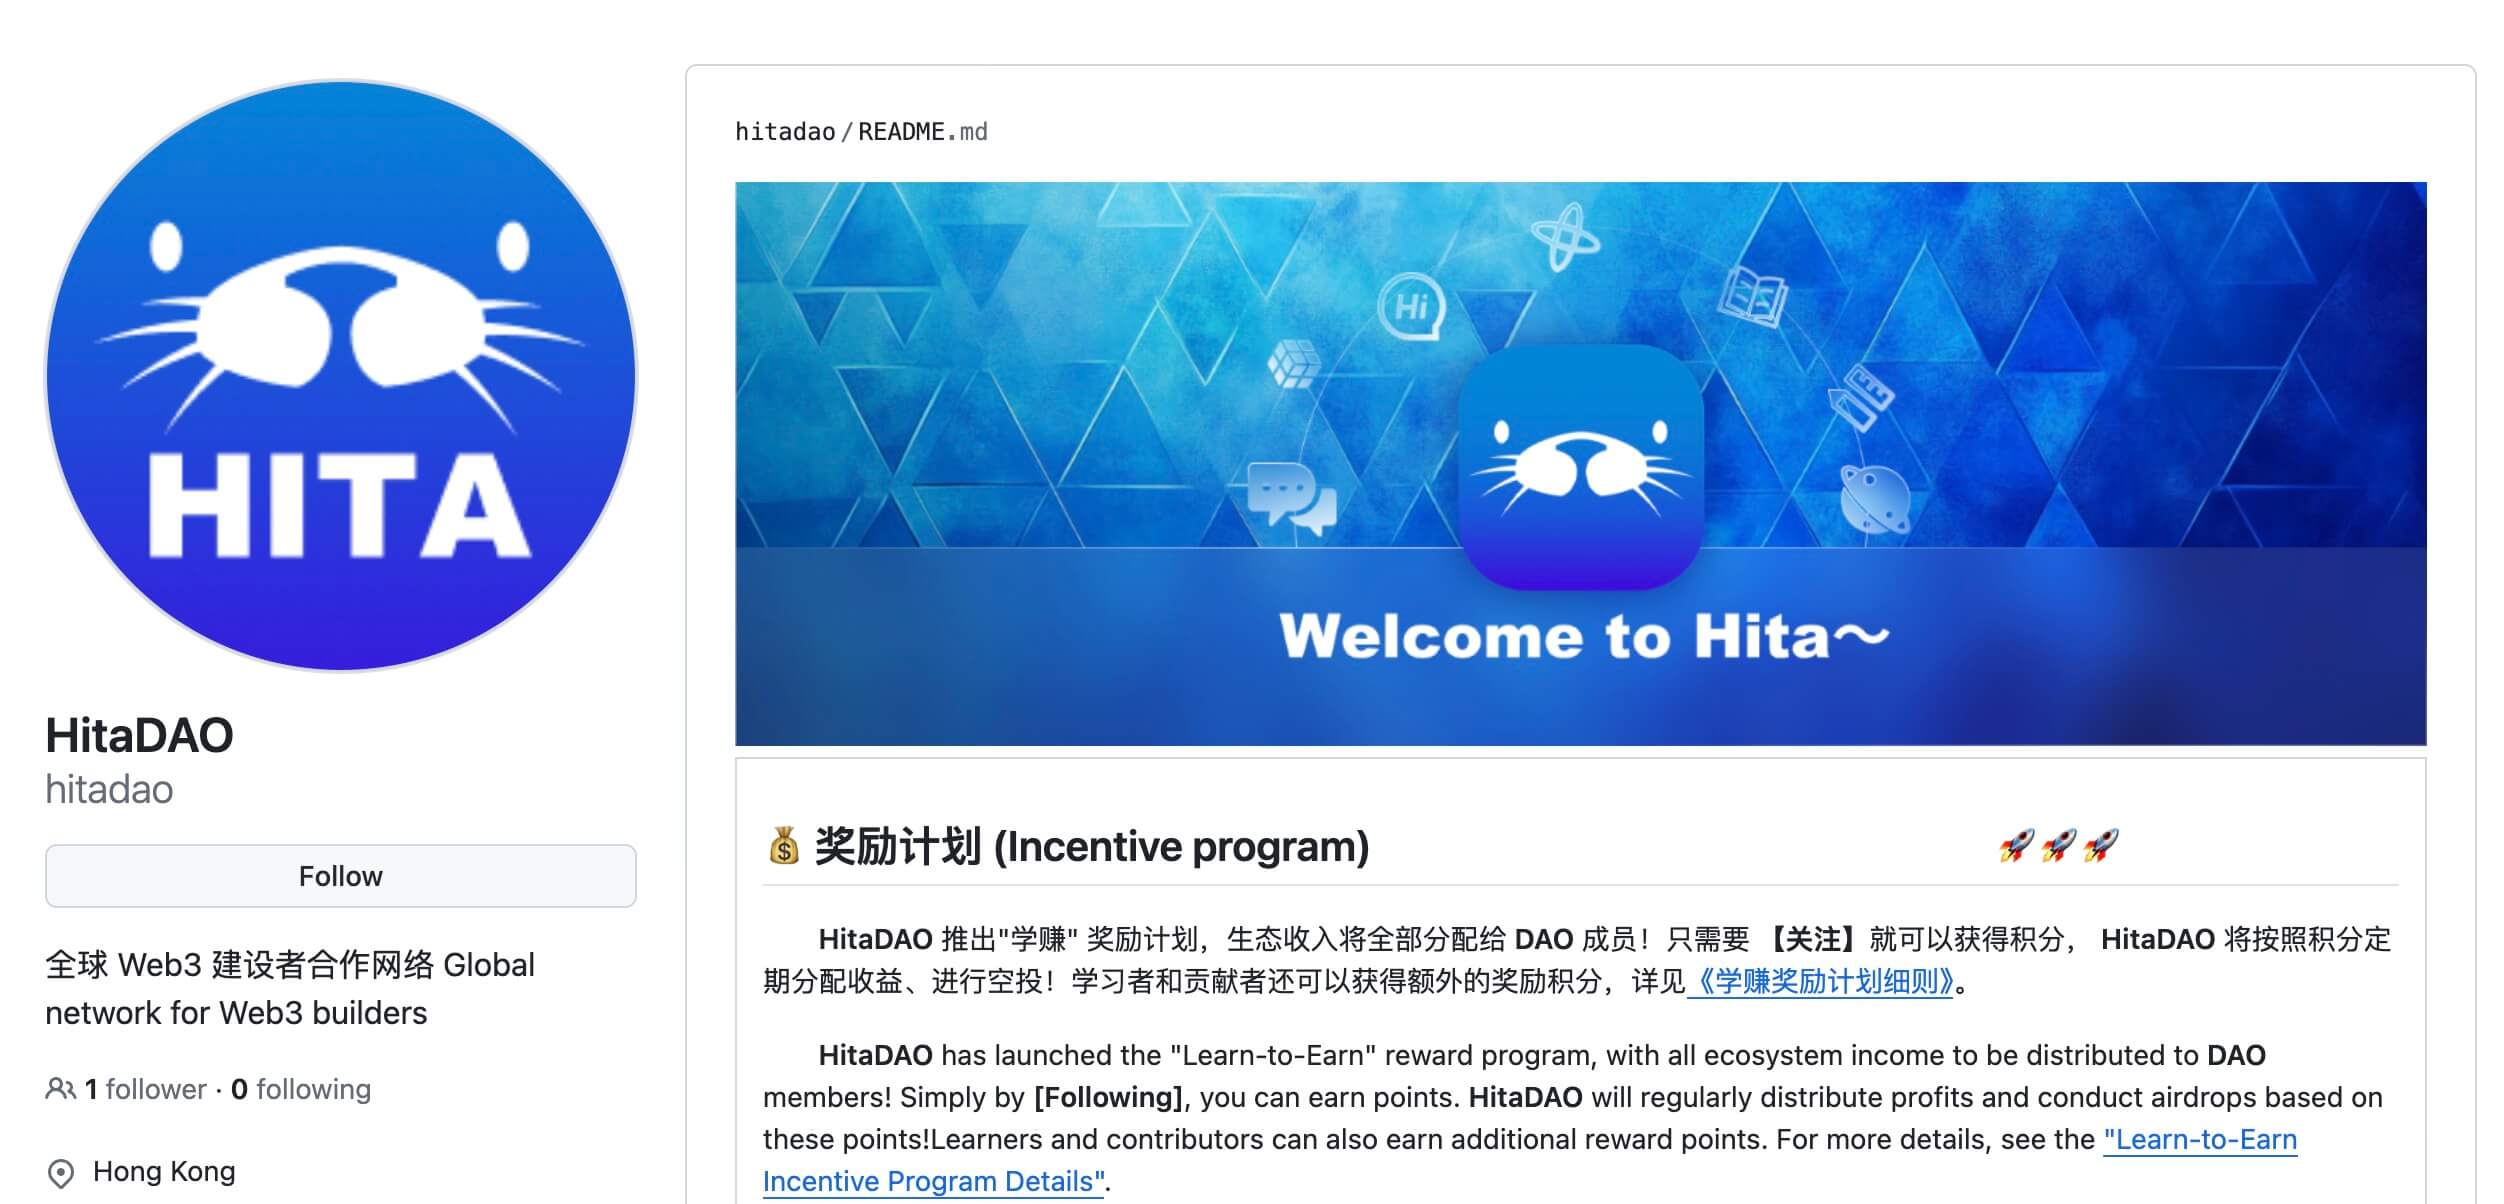 HITA
HitaDAO
hitadao
Follow
全球 Web3 建设者合作网络 Global
network for Web3 builders
1 follower · 0 following
Hong Kong
hitadao/README.md
Hi
Welcome to Hita～
💰 奖励计划 (Incentive program) 🚀🚀🚀
HitaDAO 推出"学赚" 奖励计划，生态收入将全部分配给 DAO 成员！只需要 【关注】就可以获得积分， HitaDAO 将按照积分定
期分配收益、进行空投！学习者和贡献者还可以获得额外的奖励积分，详见《学赚奖励计划细则》。
HitaDAO has launched the "Learn-to-Earn" reward program, with all ecosystem income to be distributed to DAO
members! Simply by [Following], you can earn points. HitaDAO will regularly distribute profits and conduct airdrops based on
these points!Learners and contributors can also earn additional reward points. For more details, see the "Learn-to-Earn
Incentive Program Details".